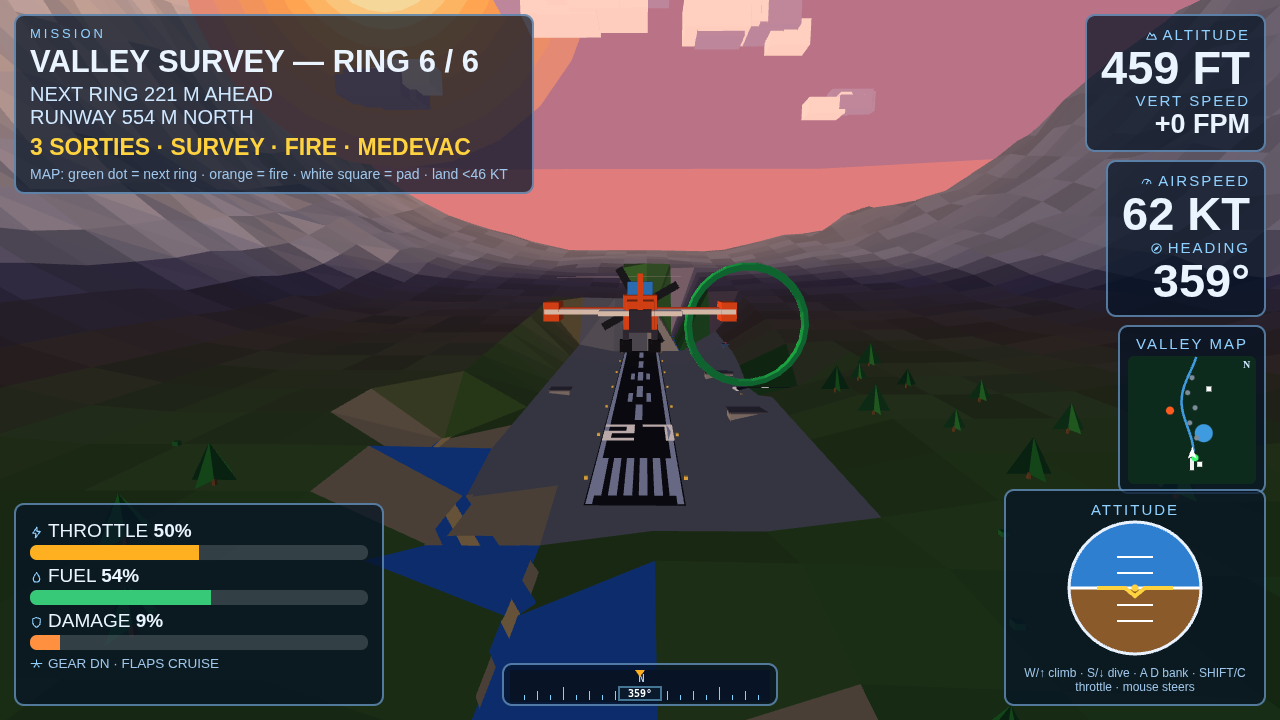 MISSION
VALLEY SURVEY — RING 6 / 6
NEXT RING 221 M AHEAD
RUNWAY 554 M NORTH
3 SORTIES · SURVEY · FIRE · MEDEVAC
MAP: green dot = next ring · orange = fire · white square = pad · land <46 KT
ALTITUDE
459 FT
VERT SPEED
+0 FPM
AIRSPEED
62 KT
HEADING
359°
VALLEY MAP
N
THROTTLE 50%
FUEL 54%
DAMAGE 9%
GEAR DN · FLAPS CRUISE
N
359°
ATTITUDE
W/↑ climb · S/↓ dive · A D bank · SHIFT/C
throttle · mouse steers